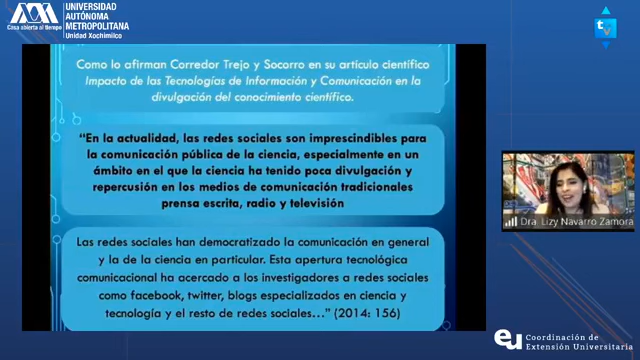 UNIVERSIDAD
AUTÓNOMA
METROPOLITANA
Casa abierta al tiempo
Unidad Xochimilco
tv
Como lo afirman Corredor Trejo y Socorro en su artículo científico
Impacto de las Tecnologías de Información y Comunicación en la
divulgación del conocimiento científico.
“En la actualidad, las redes sociales son imprescindibles para
la comunicación pública de la ciencia, especialmente en un
ámbito en el que la ciencia ha tenido poca divulgación y
repercusión en los medios de comunicación tradicionales
prensa escrita, radio y televisión
Las redes sociales han democratizado la comunicación en general
y la de la ciencia en particular. Esta apertura tecnológica
comunicacional ha acercado a los investigadores a redes sociales
como facebook, twitter, blogs especializados en ciencia y
tecnología y el resto de redes sociales…” (2014: 156)
Dra. Lizy Navarro Zamora
eu
Coordinación de
Extensión Universitaria